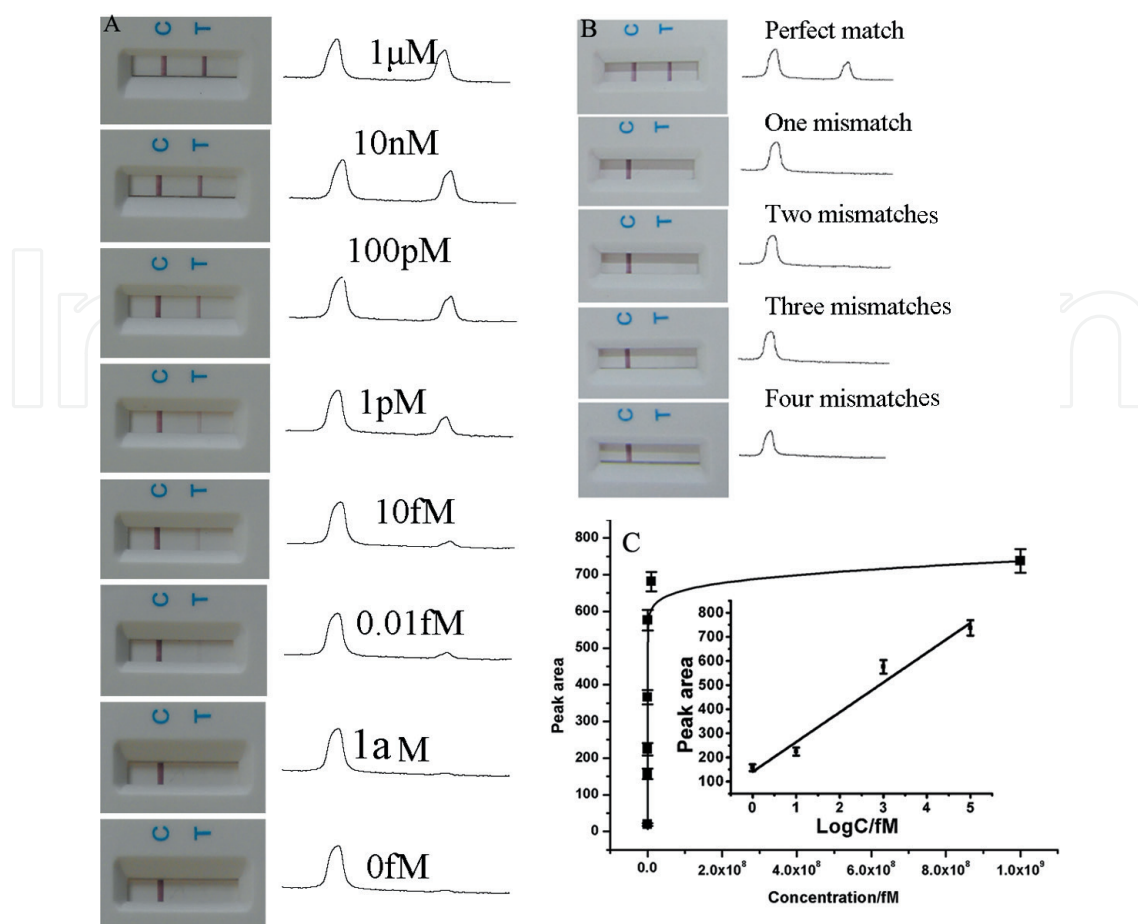 A
C T
1μM
C T
10nM
C T
100pM
C T
1pM
C T
10fM
C T
0.01fM
C T
1a M
C T
0fM
B
C T
Perfect match
C T
One mismatch
C T
Two mismatches
C T
Three mismatches
C T
Four mismatches
C
Peak area
800
700
600
500
400
300
200
100
0
0.0 2.0x10⁸ 4.0x10⁸ 6.0x10⁸ 8.0x10⁸ 1.0x10⁹
Concentration/fM
Peak area
800
700
600
500
400
300
200
100
0 1 2 3 4 5
LogC/fM